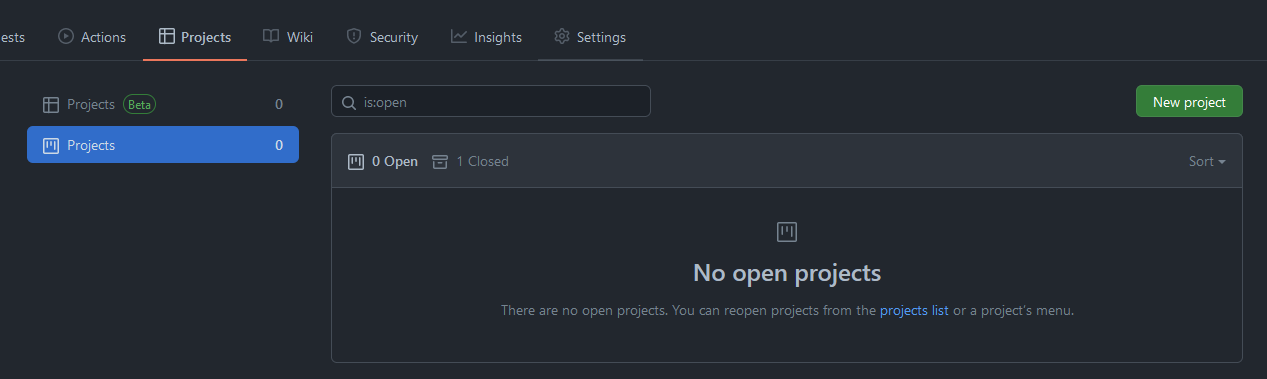 ests Actions Projects Wiki Security Insights Settings
Projects Beta 0
Projects 0
is:open
New project
0 Open 1 Closed Sort
No open projects
There are no open projects. You can reopen projects from the projects list or a project's menu.